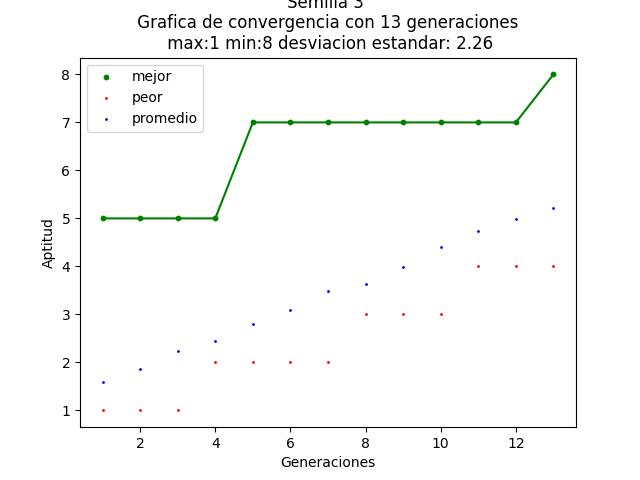 Semilla 3
Grafica de convergencia con 13 generaciones
max:1 min:8 desviacion estandar: 2.26
mejor
peor
promedio
8
7
6
5
4
3
2
1
Aptitud
2 4 6 8 10 12
Generaciones